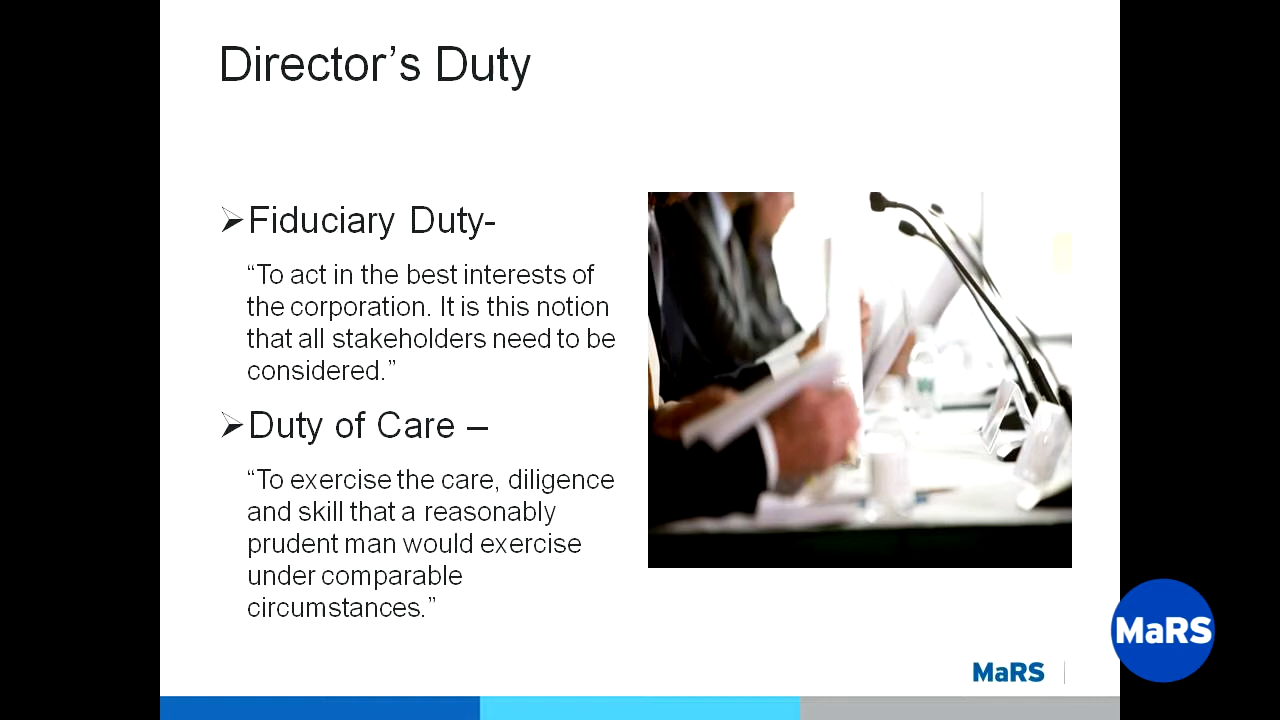 Director’s Duty
Fiduciary Duty-
“To act in the best interests of
the corporation. It is this notion
that all stakeholders need to be
considered.”
Duty of Care –
“To exercise the care, diligence
and skill that a reasonably
prudent man would exercise
under comparable
circumstances.”
MaRS
MaRS